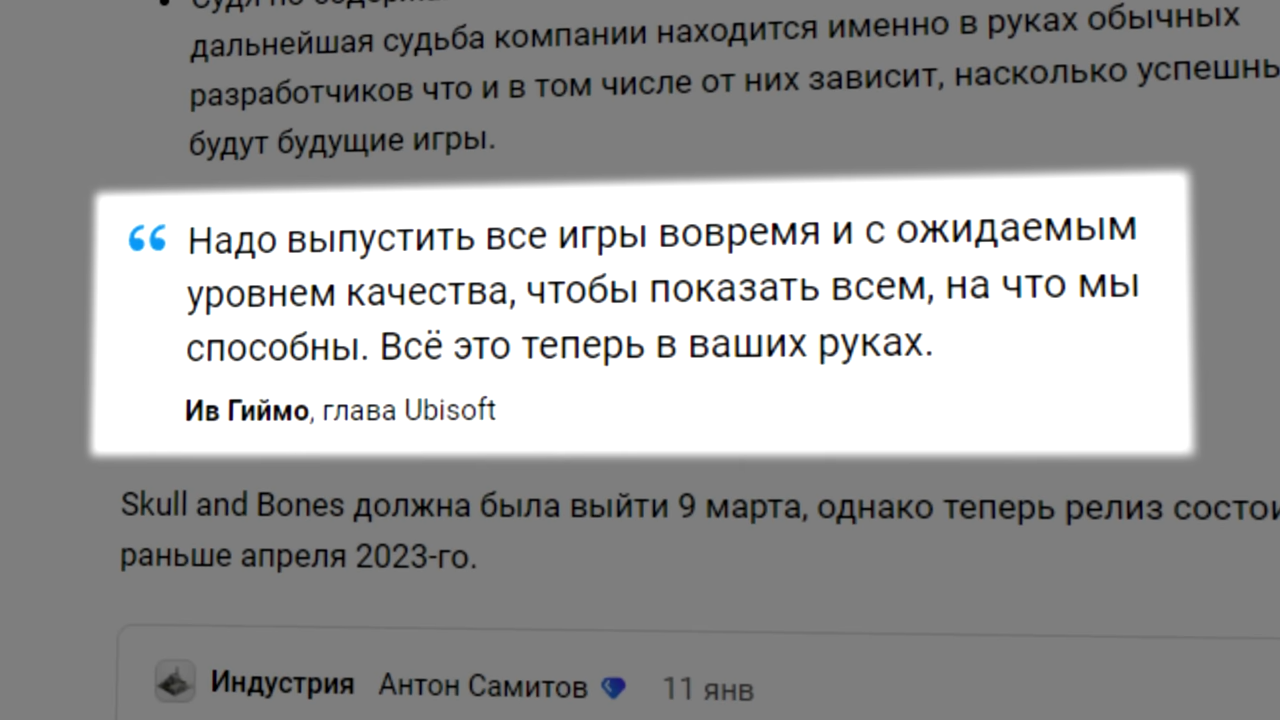 дальнейшая судьба компании находится именно в руках обычных
разработчиков что и в том числе от них зависит, насколько
будут будущие игры.
“ Надо выпустить все игры вовремя и с ожидаемым
уровнем качества, чтобы показать всем, на что мы
способны. Всё это теперь в ваших руках.
Ив Гиймо, глава Ubisoft
Skull and Bones должна была выйти 9 марта, однако теперь релиз
раньше апреля 2023-го.
Индустрия Антон Самитов 11 янв